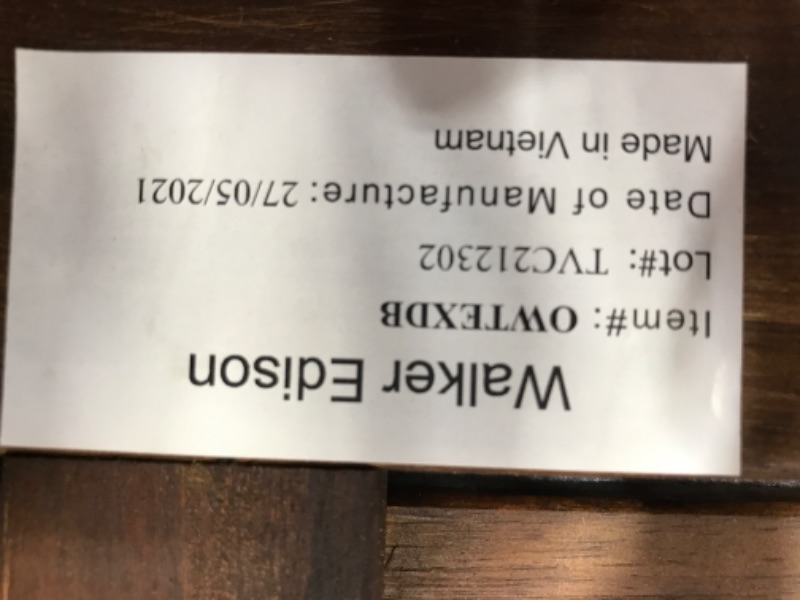 Walker Edison
Item#: OWTEXDB
Lot#: TVC212302
Date of Manufacture: 27/05/2021
Made in Vietnam